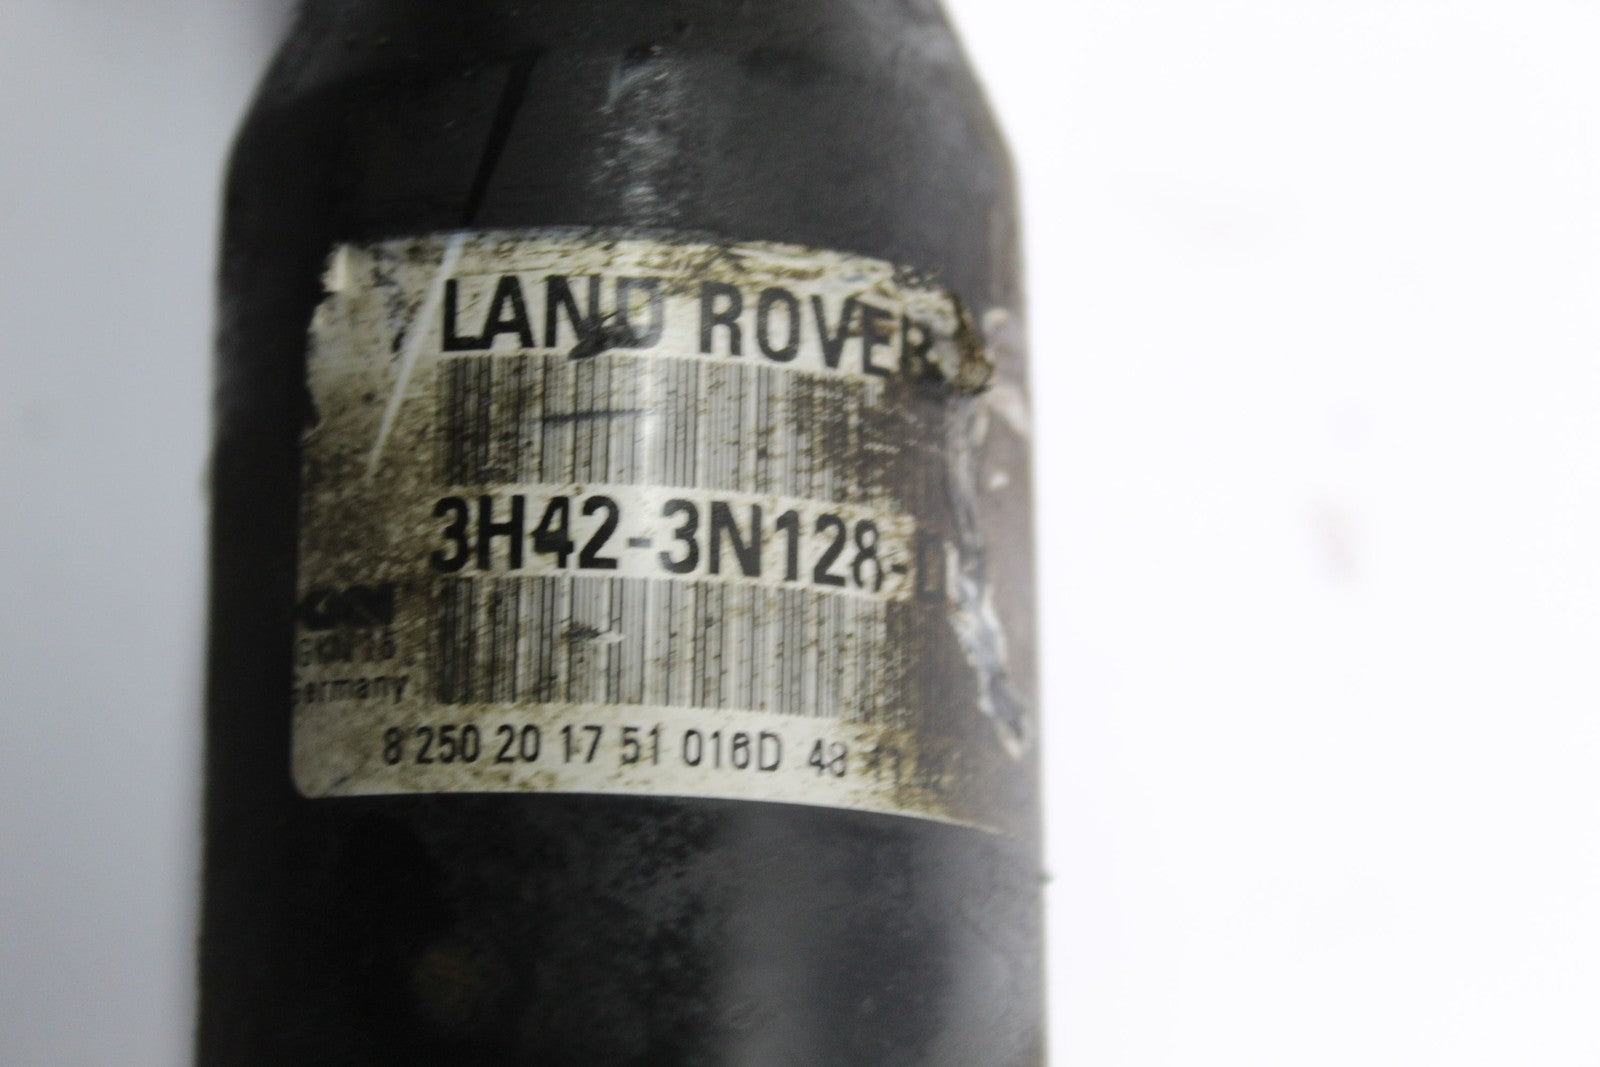 LAND ROVER
3H42-3N128-
Germany
8 250 20 17 51 016D 48